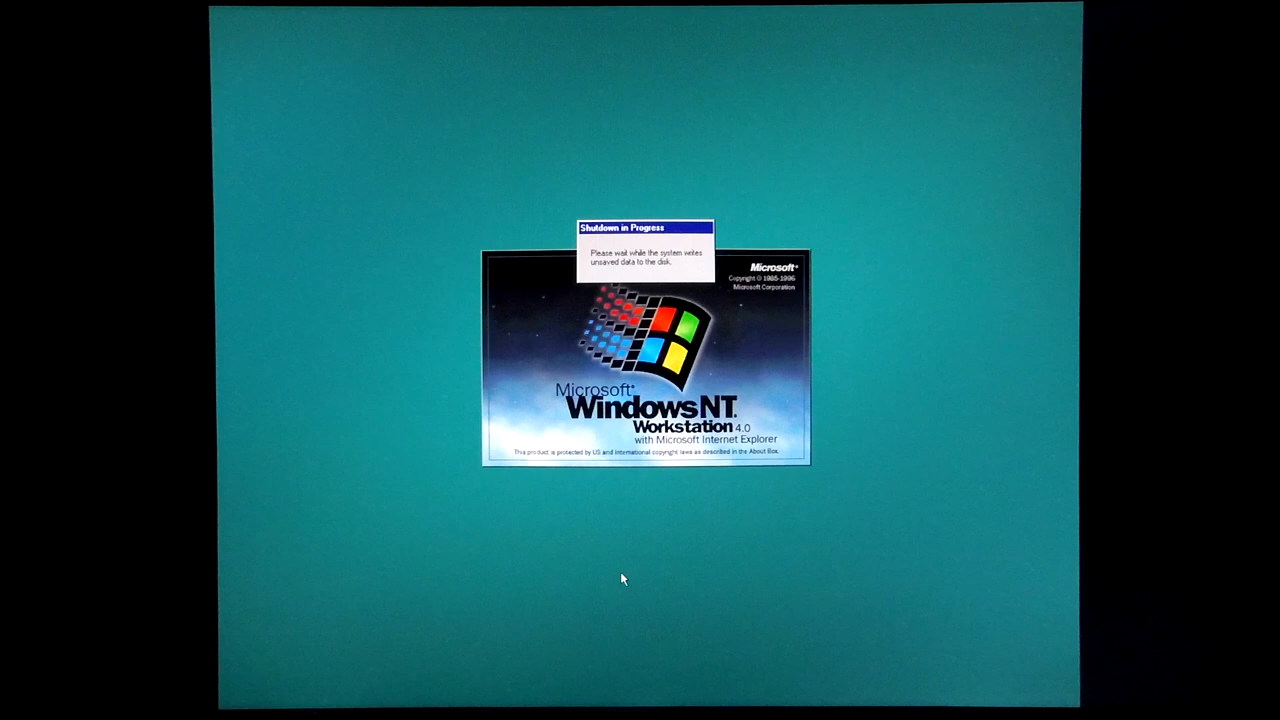 Shutdown in Progress
Please wait while the system writes
unsaved data to the disk.
Microsoft®
Copyright © 1985-1996
Microsoft Corporation
Microsoft®
Windows NT®
Workstation 4.0
with Microsoft Internet Explorer
This product is protected by US and international copyright laws as described in the About Box.